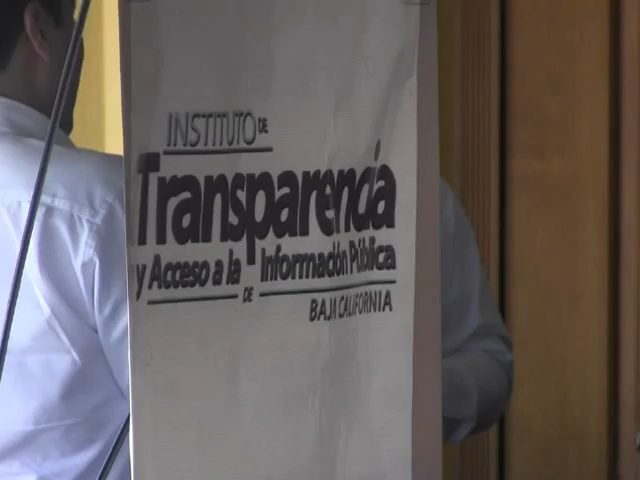 INSTITUTO DE
Transparencia
y Acceso a la Información Pública
DE
BAJA CALIFORNIA